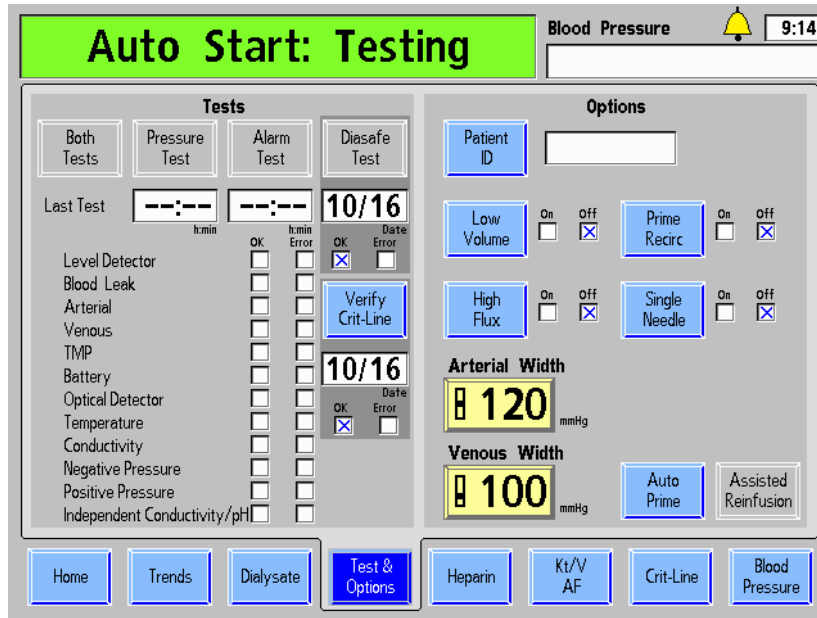 Auto Start: Testing
Blood Pressure
9:14
Tests
Both Tests
Pressure Test
Alarm Test
Diasafe Test
Last Test
--:--
--:--
10/16
h:min
h:min
Date
OK Error
OK Error
Level Detector
Blood Leak
Arterial
Venous
TMP
Battery
Optical Detector
Temperature
Conductivity
Negative Pressure
Positive Pressure
Independent Conductivity/pH
Verify Crit-Line
10/16
Date
OK Error
Options
Patient ID
Low Volume
On Off
Prime Recirc
On Off
High Flux
On Off
Single Needle
On Off
Arterial Width
120 mmHg
Venous Width
100 mmHg
Auto Prime
Assisted Reinfusion
Home
Trends
Dialysate
Test & Options
Heparin
Kt/V AF
Crit-Line
Blood Pressure